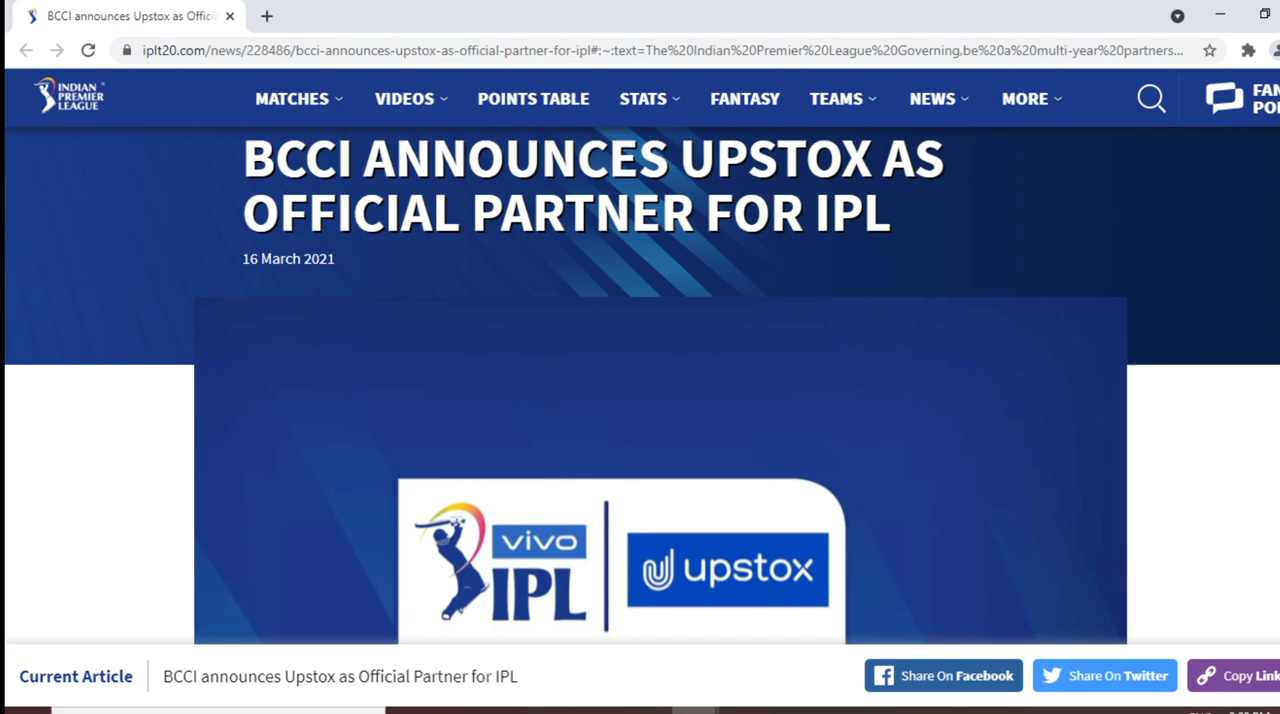 BCCI announces Upstox as Offici
iplt20.com/news/228486/bcci-announces-upstox-as-official-partner-for-ipl#:~:text=The%20Indian%20Premier%20League%20Governing,be%20a%20multi-year%20partners...
INDIAN
PREMIER
LEAGUE
MATCHES VIDEOS POINTS TABLE STATS FANTASY TEAMS NEWS MORE
FAN
PO
BCCI ANNOUNCES UPSTOX AS
OFFICIAL PARTNER FOR IPL
16 March 2021
vivo
IPL
upstox
Current Article BCCI announces Upstox as Official Partner for IPL Share On Facebook Share On Twitter Copy Link